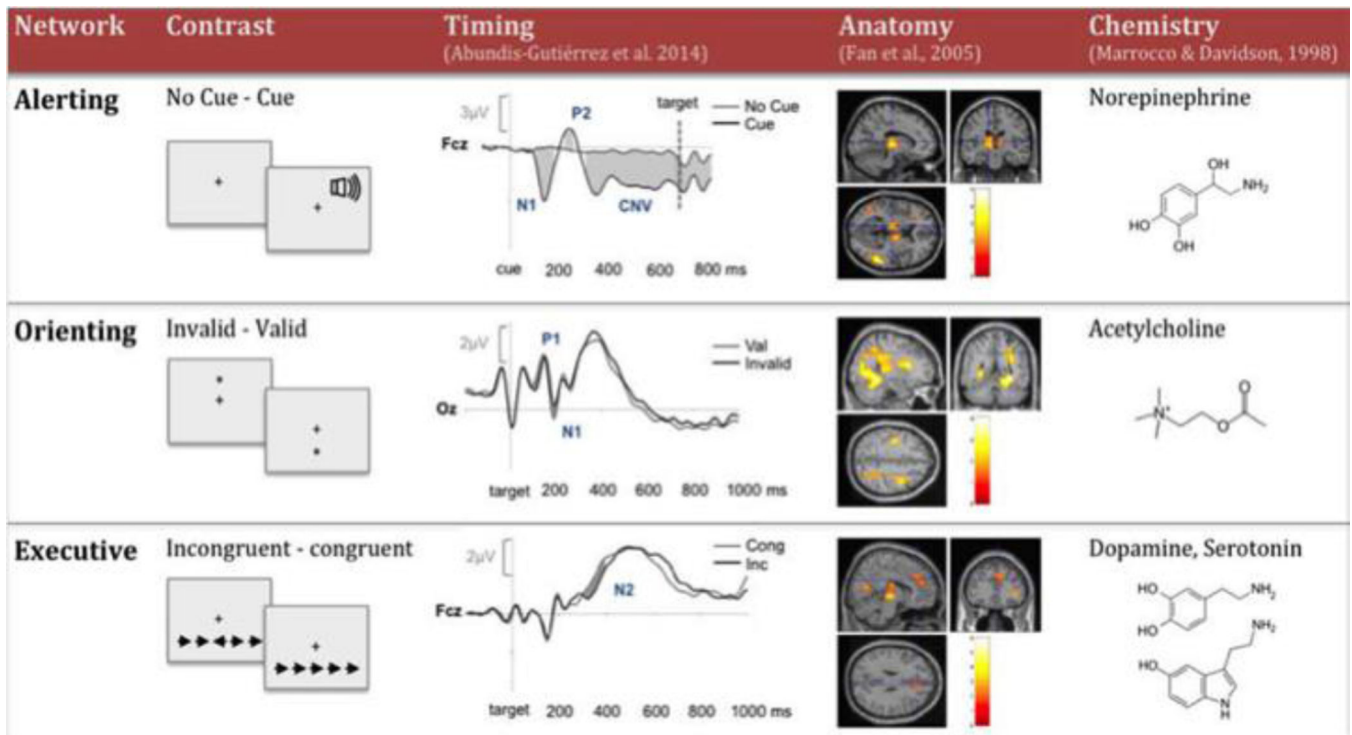 Network Contrast Timing Anatomy Chemistry
(Abundis-Gutiérrez et al. 2014) (Fan et al., 2005) (Marrocco & Davidson, 1998)
Alerting No Cue - Cue Norepinephrine
3µV P2 target No Cue
Cue
Fcz
N1 CNV
cue 200 400 600 800 ms
OH
NH₂
HO
OH
Orienting Invalid - Valid Acetylcholine
2µV P1 Val
Invalid
Oz
N1
target 200 400 600 800 1000 ms
O
N⁺
O
Executive Incongruent - congruent Dopamine, Serotonin
2µV Cong
Inc
N2
Fcz
target 200 400 600 800 1000 ms
HO NH₂
HO
NH₂
HO
N
H